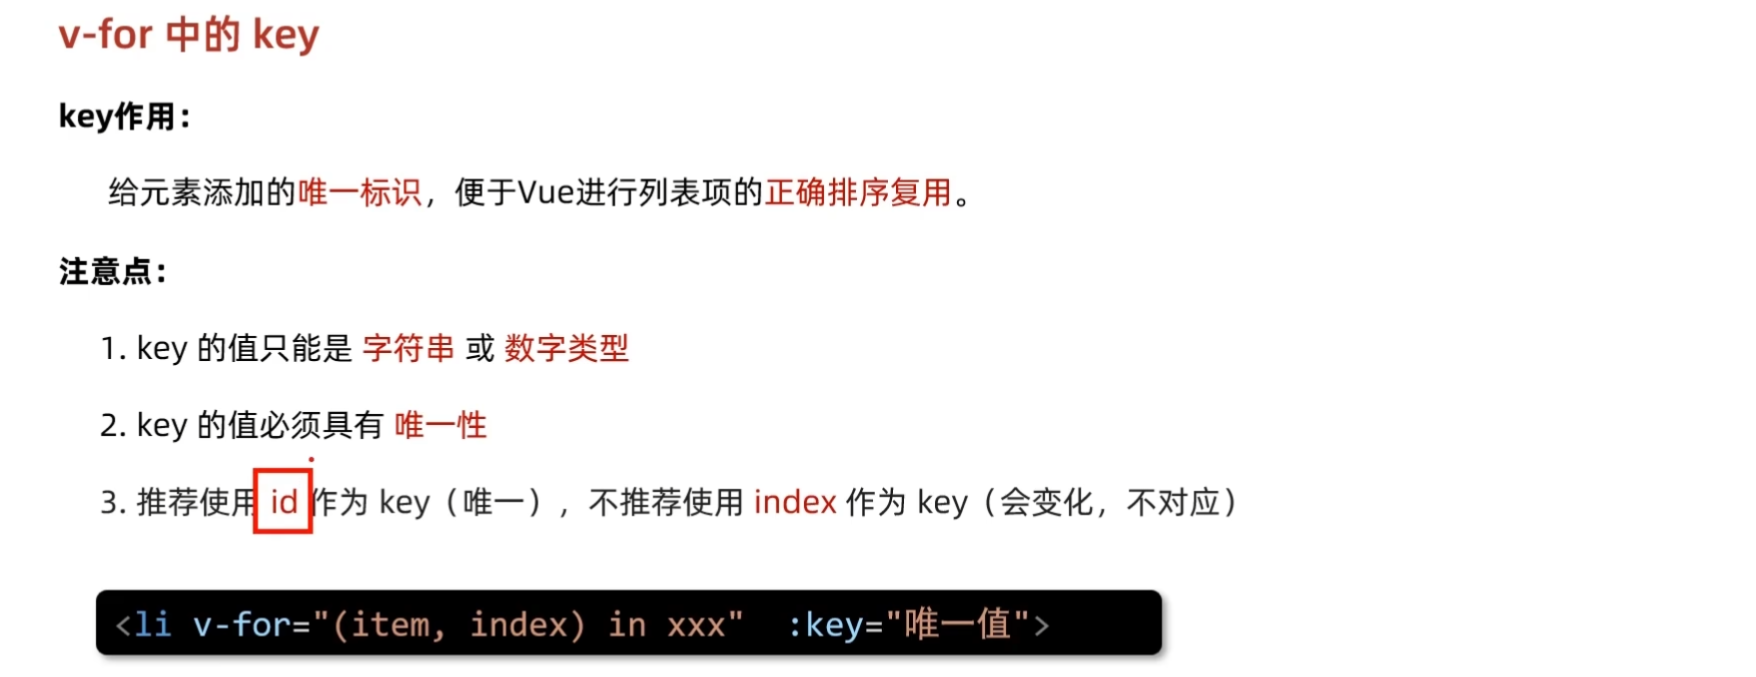 v-for 中的 key
key作用：
给元素添加的唯一标识，便于Vue进行列表项的正确排序复用。
注意点：
1. key 的值只能是 字符串 或 数字类型
2. key 的值必须具有 唯一性
3. 推荐使用 id 作为 key（唯一），不推荐使用 index 作为 key（会变化，不对应）
<li v-for="(item, index) in xxx"  :key="唯一值">